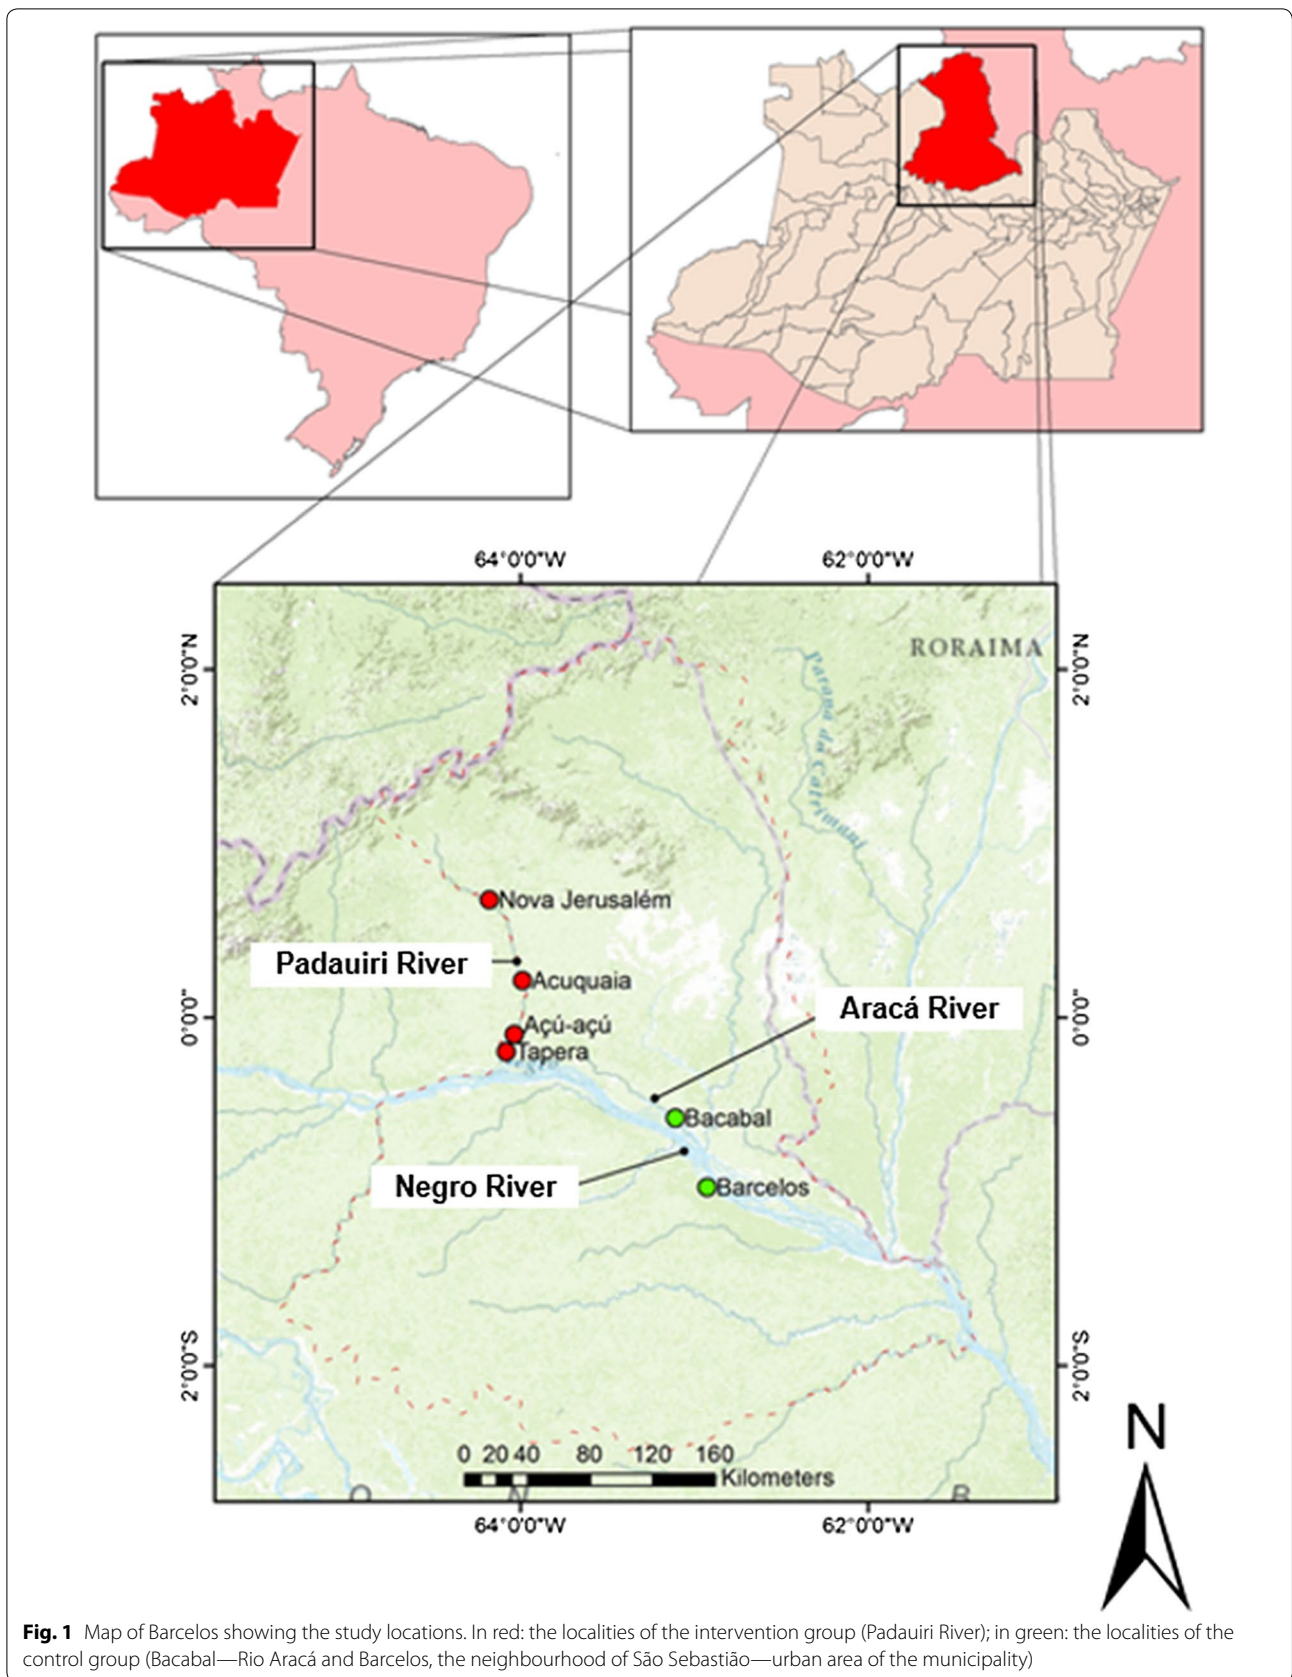 64°0'0"W 62°0'0"W
2°0'0"N
2°0'0"N
RORAIMA
Parana da Catrimani
Nova Jerusalém
Padauiri River
Acuquaia
Aracá River
0°0'0"
0°0'0"
Açú-açú
Tapera
Bacabal
Negro River
Barcelos
2°0'0"S
2°0'0"S
0 20 40 80 120 160
Kilometers
O N B
64°0'0"W 62°0'0"W
N
Fig. 1 Map of Barcelos showing the study locations. In red: the localities of the intervention group (Padauiri River); in green: the localities of the
control group (Bacabal—Rio Aracá and Barcelos, the neighbourhood of São Sebastião—urban area of the municipality)